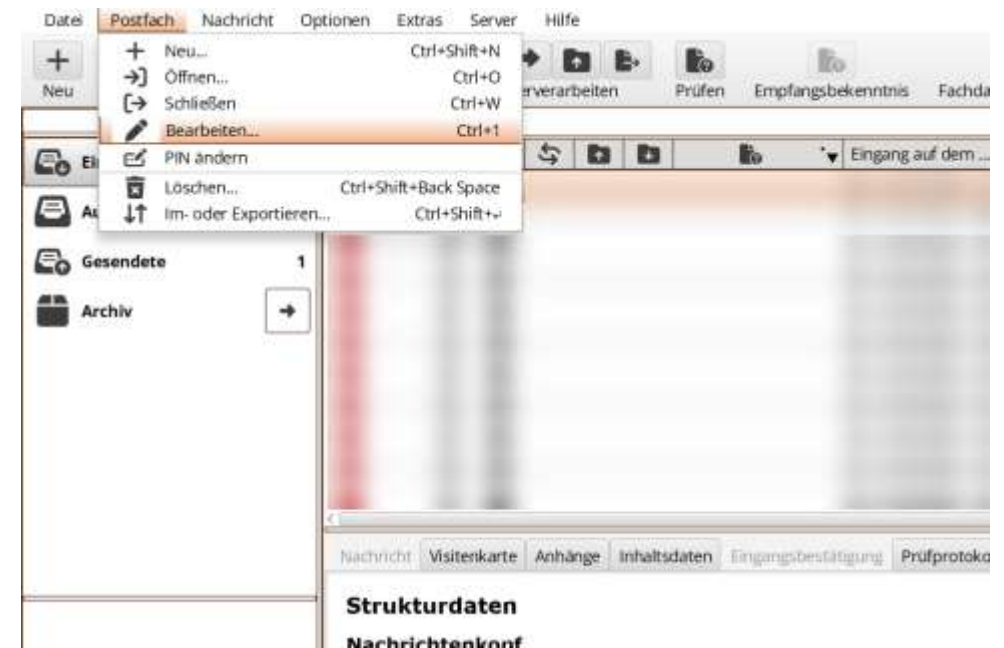 Datei Postfach Nachricht Optionen Extras Server Hilfe
Neu... Ctrl+Shift+N
Öffnen... Ctrl+O
Neu Prüfen Empfangsbekenntnis
Schließen Ctrl+W
Bearbeiten... Ctrl+1
PIN ändern Eingang auf dem ...
Löschen... Ctrl+Shift+Back Space
Im- oder Exportieren... Ctrl+Shift+↵
Gesendete 1
Archiv
Nachricht Visitenkarte Anhänge Inhaltsdaten Eingangsbestätigung Prüfprotoko
Strukturdaten
Nachrichtenkopf